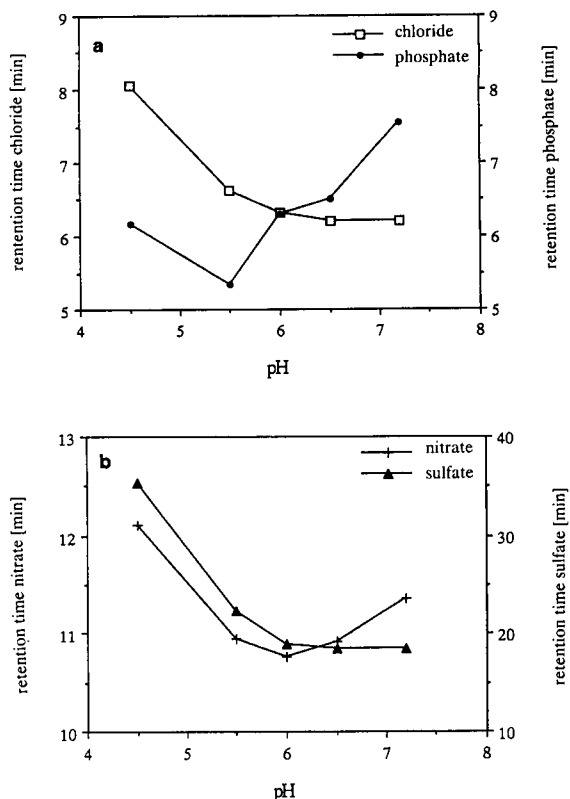 a
chloride
phosphate
9
8
7
6
5
9
8
7
6
5
4 5 6 7 8
rentention time chloride [min]
retention time phosphate [min]
pH
b
nitrate
sulfate
13
12
11
10
40
30
20
10
4 5 6 7 8
retention time nitrate [min]
retention time sulfate [min]
pH